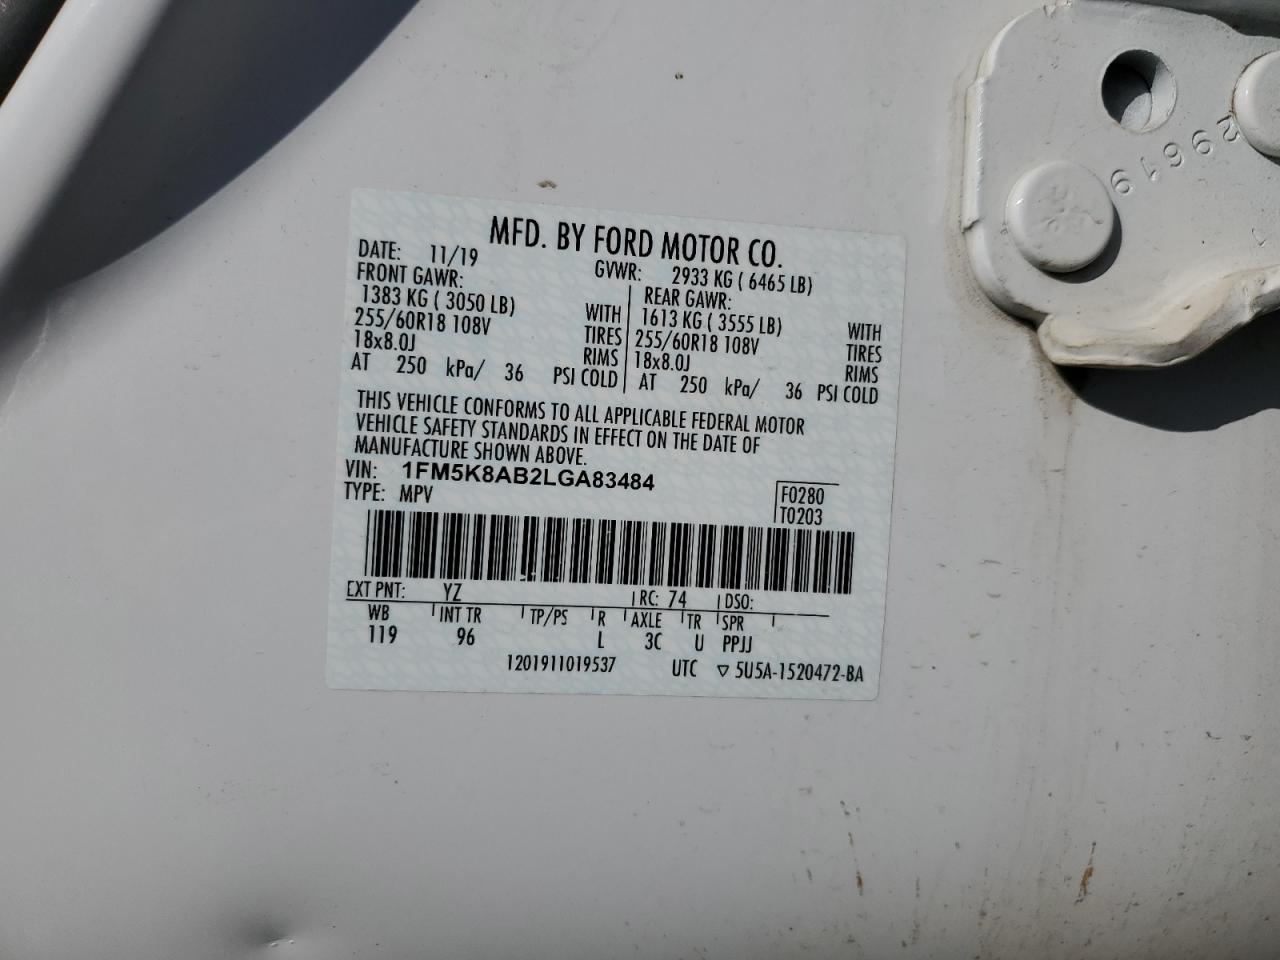 MFD. BY FORD MOTOR CO.
DATE: 11/19 GVWR: 2933 KG ( 6465 LB)
FRONT GAWR: REAR GAWR:
1383 KG ( 3050 LB) WITH 1613 KG ( 3555 LB) WITH
255/60R18 108V TIRES 255/60R18 108V TIRES
18x8.0J RIMS 18x8.0J RIMS
AT 250 kPa/ 36 PSI COLD AT 250 kPa/ 36 PSI COLD
THIS VEHICLE CONFORMS TO ALL APPLICABLE FEDERAL MOTOR
VEHICLE SAFETY STANDARDS IN EFFECT ON THE DATE OF
MANUFACTURE SHOWN ABOVE.
VIN: 1FM5K8AB2LGA83484
TYPE: MPV
F0280
T0203
EXT PNT: YZ RC: 74 DSO:
WB INT TR TP/PS R AXLE TR SPR
119 96 L 3C U PPJJ
1201911019537 UTC ▽ 5U5A-1520472-BA
29619